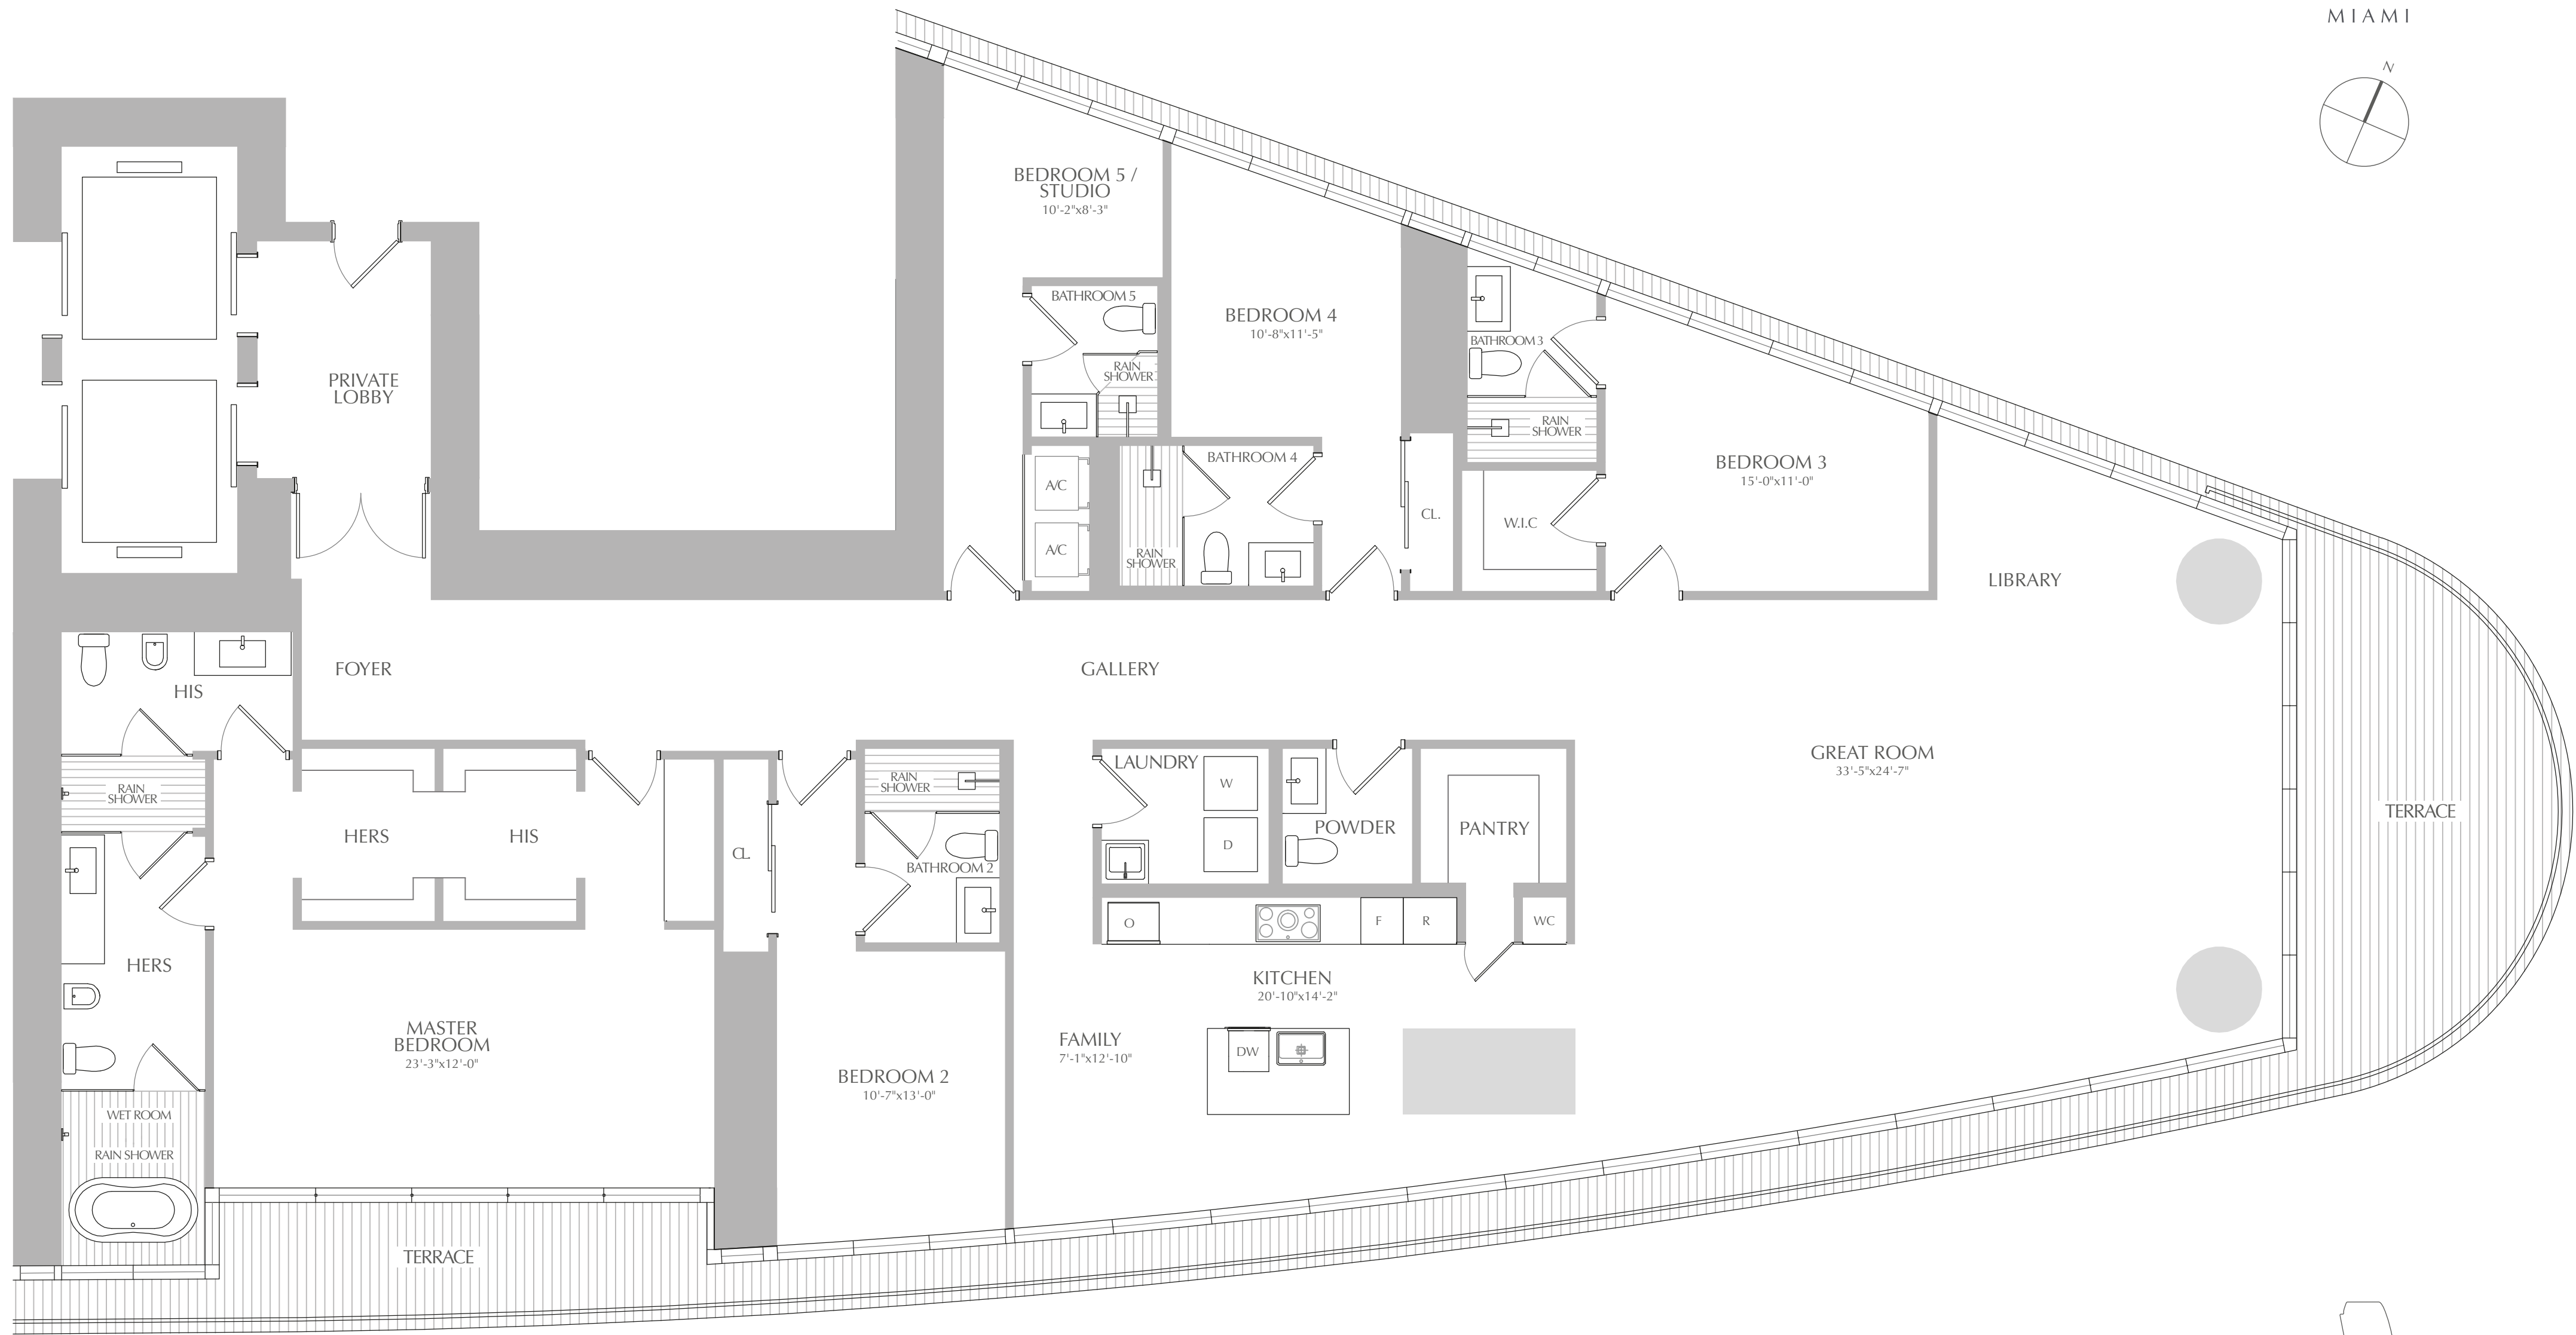 MIAMI
N
BEDROOM 5 /
STUDIO
10'-2"x8'-3"
BATHROOM 5
RAIN
SHOWER
BEDROOM 4
10'-8"x11'-5"
BATHROOM 3
RAIN
SHOWER
PRIVATE
LOBBY
BATHROOM 4
RAIN
SHOWER
A/C
A/C
CL.
W.I.C
BEDROOM 3
15'-0"x11'-0"
LIBRARY
HIS
FOYER
GALLERY
RAIN
SHOWER
HERS
HIS
CL.
RAIN
SHOWER
BATHROOM 2
LAUNDRY
W
D
POWDER
PANTRY
GREAT ROOM
33'-5"x24'-7"
TERRACE
O
F
R
WC
HERS
KITCHEN
20'-10"x14'-2"
MASTER
BEDROOM
23'-3"x12'-0"
FAMILY
7'-1"x12'-10"
DW
BEDROOM 2
10'-7"x13'-0"
WET ROOM
RAIN SHOWER
TERRACE